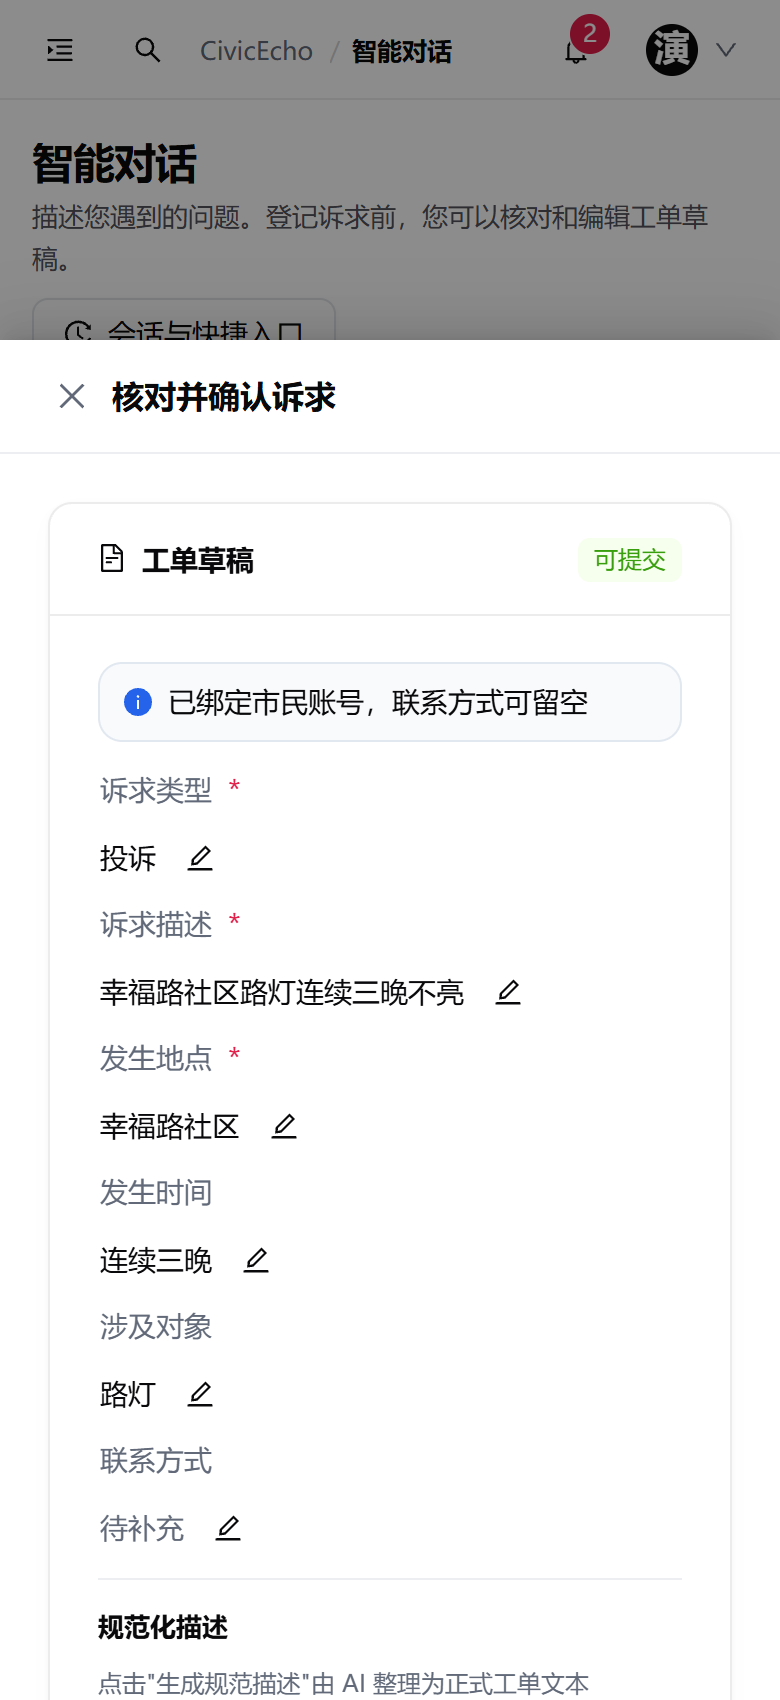 CivicEcho / 智能对话
2
演
智能对话
描述您遇到的问题。登记诉求前，您可以核对和编辑工单草
稿。
会话与快捷入口
核对并确认诉求
工单草稿
可提交
已绑定市民账号，联系方式可留空
诉求类型 *
投诉
诉求描述 *
幸福路社区路灯连续三晚不亮
发生地点 *
幸福路社区
发生时间
连续三晚
涉及对象
路灯
联系方式
待补充
规范化描述
点击"生成规范描述"由 AI 整理为正式工单文本